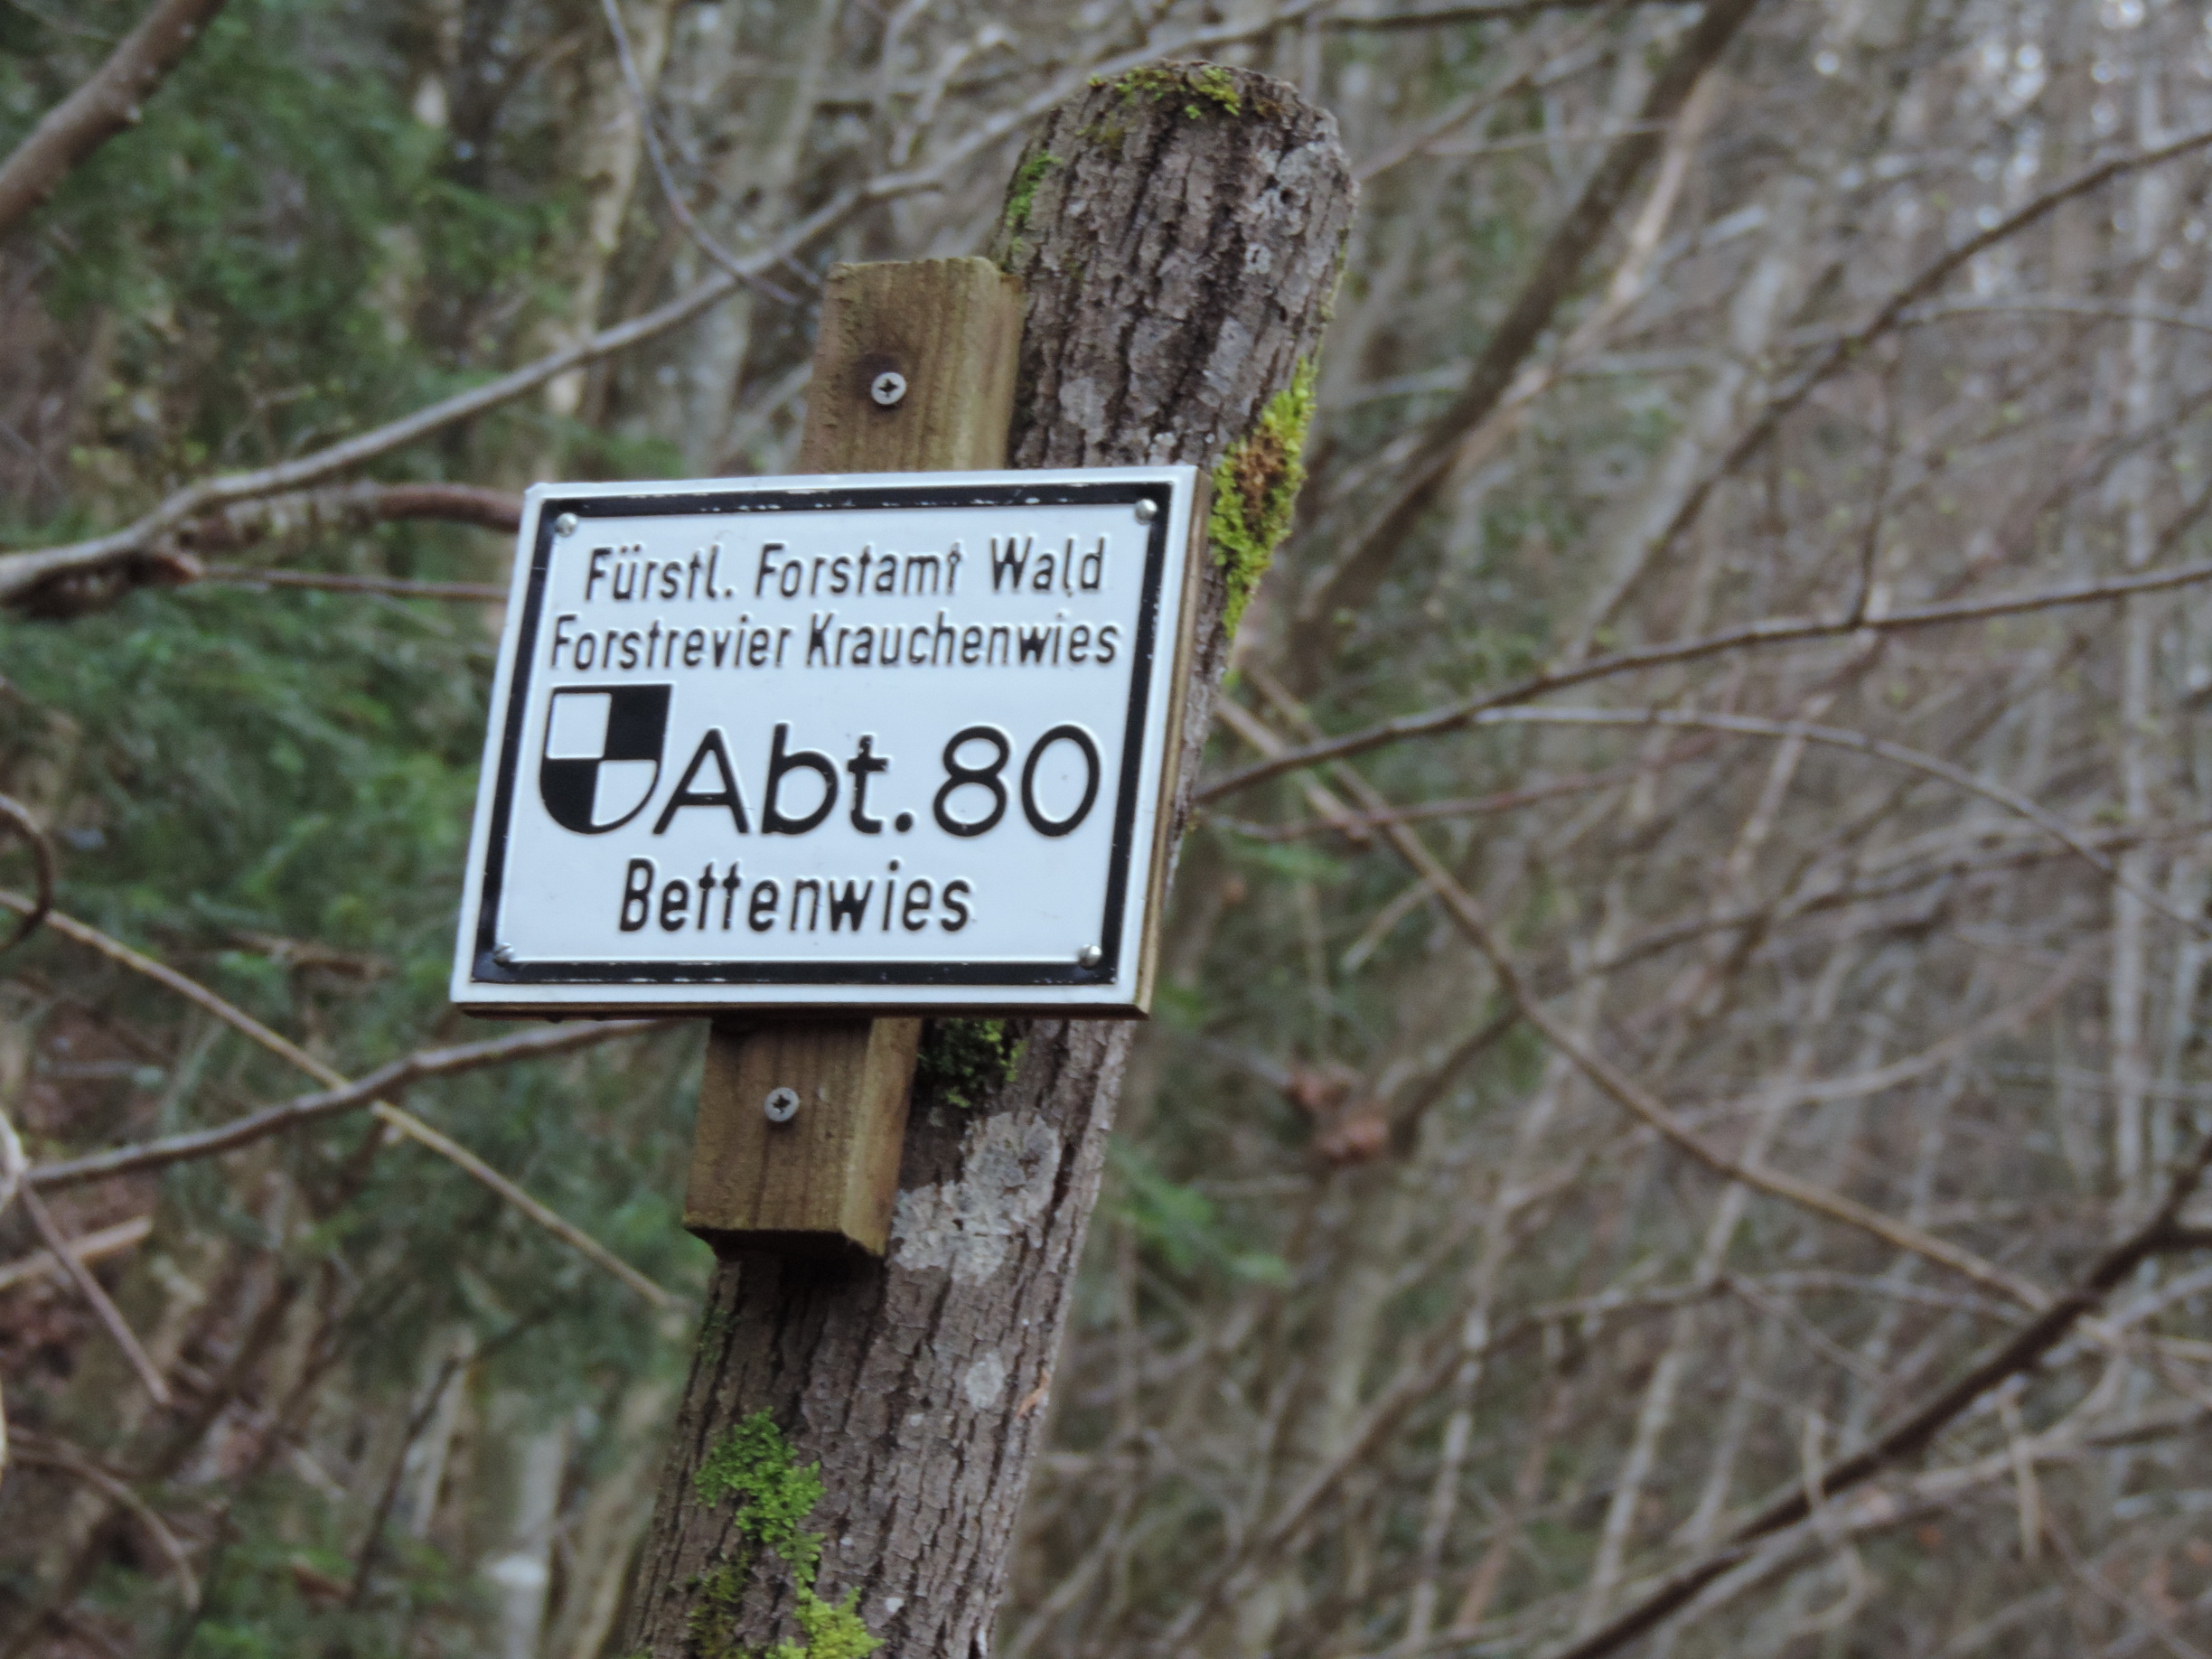 Fürstl. Forstamt Wald
Forstrevier Krauchenwies
Abt. 80
Bettenwies